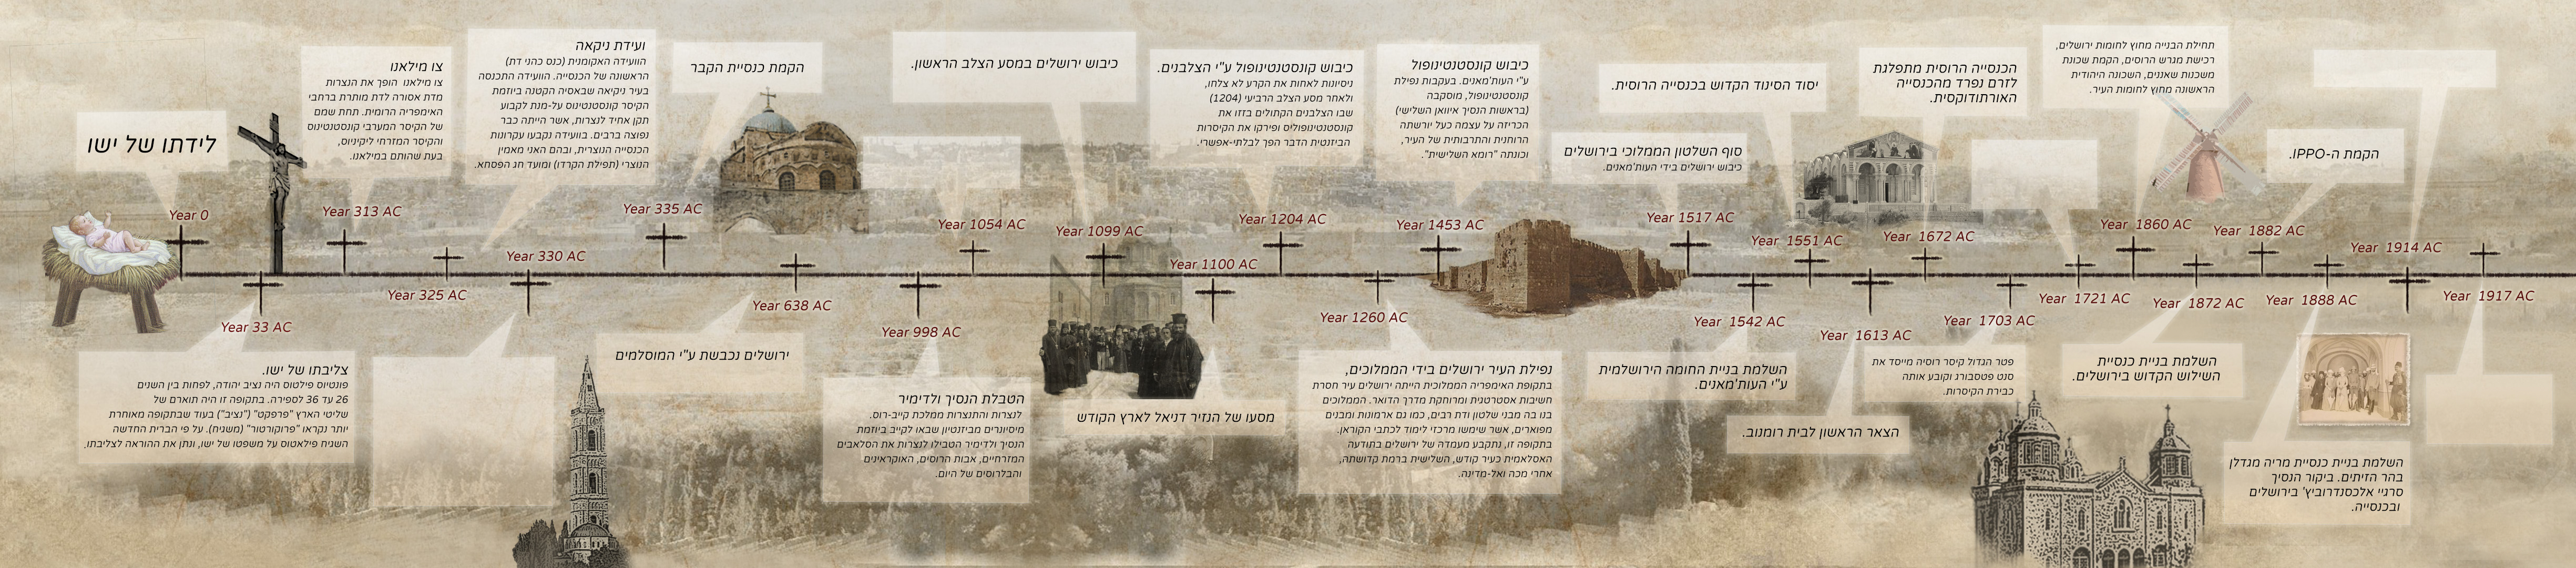 לידתו של ישו
Year 0
Year 33 AC
צליבתו של ישו.
פונטיוס פילטוס היה נציב יהודה, לפחות בין השנים
26 עד 36 לספירה. בתקופה זו היה תוארם של
שליטי הארץ "פרפקט" ("נציב") בעוד שבתקופה מאוחרת
יותר נקראו "פרוקורטור" (משגיח). על פי הברית החדשה
השגיח פילאטוס על משפטו של ישו, ונתן את ההוראה לצליבתו.
צו מילאנו
צו מילאנו הופך את הנצרות
מדת אסורה לדת מותרת ברחבי
האימפריה הרומית. תחת שמם
של הקיסר המערבי קונסטנטינוס
והקיסר המזרחי ליקיניוס,
בעת שהותם במילאנו.
Year 313 AC
ועידת ניקאה
הוועידה האקומנית (כנס כהני דת)
הראשונה של הכנסייה. הוועידה התכנסה
בעיר ניקיאה שבאסיה הקטנה ביוזמת
הקיסר קונסטנטינוס על-מנת לקבוע
תקן אחיד לנצרות, אשר הייתה כבר
נפוצה ברבים. בוועידה נקבעו עקרונות
הכנסייה הנוצרית, ובהם האני מאמין
הנוצרי (תפילת הקרדו) ומועד חג הפסחא.
Year 325 AC
Year 330 AC
הקמת כנסיית הקבר
Year 335 AC
ירושלים נכבשת ע"י המוסלמים
Year 638 AC
Year 998 AC
הטבלת הנסיך ולדימיר
לנצרות והתנצרות ממלכת קייב-רוס.
מיסיונרים מביזנטיון שבאו לקייב ביוזמת
הנסיך ולדימיר הטבילו לנצרות את הסלאבים
המזרחיים, אבות הרוסים, האוקראינים
והבלרוסים של היום.
Year 1054 AC
כיבוש ירושלים במסע הצלב הראשון.
Year 1099 AC
Year 1100 AC
מסעו של הנזיר דניאל לארץ הקודש
כיבוש קונסטנטינופול ע"י הצלבנים.
ניסיונות לאחות את הקרע לא צלחו,
ולאחר מסע הצלב הרביעי (1204)
שבו הצלבנים הקתולים בזזו את
קונסטנטינופוליס ופירקו את הקיסרות
הביזנטית הדבר הפך לבלתי-אפשרי.
Year 1204 AC
Year 1260 AC
נפילת העיר ירושלים בידי הממלוכים,
בתקופת האימפריה הממלוכית הייתה ירושלים עיר חסרת
חשיבות אסטרטגית ומרוחקת מדרך הדואר. הממלוכים
בנו בה מבני שלטון ודת רבים, כמו גם ארמונות ומבנים
מפוארים, אשר שימשו מרכזי לימוד לכתבי הקוראן.
בתקופה זו, נתקבע מעמדה של ירושלים בתודעה
האסלאמית כעיר קודש, השלישית ברמת קדושתה,
אחרי מכה ואל-מדינה.
כיבוש קונסטנטינופול
ע"י העות'מאנים. בעקבות נפילת
קונסטנטינופול, מוסקבה
(בראשות הנסיך איוואן השלישי)
הכריזה על עצמה כעל יורשתה
הרוחנית והתרבותית של העיר,
וכונתה "רומא השלישית".
Year 1453 AC
סוף השלטון הממלוכי בירושלים
כיבוש ירושלים בידי העות'מאנים.
Year 1517 AC
Year 1542 AC
השלמת בניית החומה הירושלמית
ע"י העות'מאנים.
יסוד הסינוד הקדוש בכנסייה הרוסית.
Year 1551 AC
Year 1613 AC
הצאר הראשון לבית רומנוב.
הכנסייה הרוסית מתפלגת
לזרם נפרד מהכנסייה
האורתודוקסית.
Year 1672 AC
Year 1703 AC
פטר הגדול קיסר רוסיה מייסד את
סנט פטסבורג וקובע אותה
כבירת הקיסרות.
Year 1721 AC
תחילת הבנייה מחוץ לחומות ירושלים,
רכישת מגרש הרוסים, הקמת שכונת
משכנות שאננים, השכונה היהודית
הראשונה מחוץ לחומות העיר.
Year 1860 AC
Year 1872 AC
השלמת בניית כנסיית
השילוש הקדוש בירושלים.
הקמת ה-IPPO.
Year 1882 AC
Year 1888 AC
השלמת בניית כנסיית מריה מגדלן
בהר הזיתים. ביקור הנסיך
סרגיי אלכסנדרוביץ' בירושלים
ובכנסייה.
Year 1914 AC
Year 1917 AC